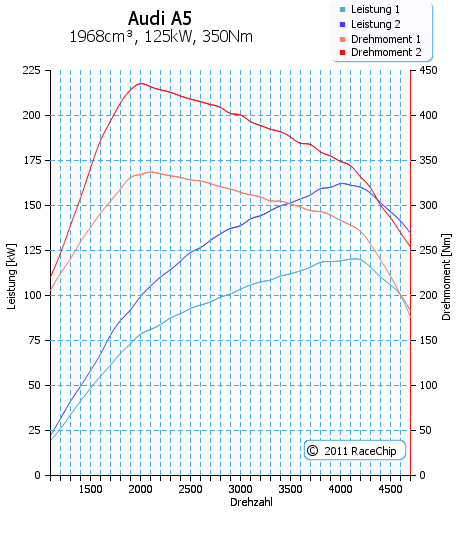 Audi A5
1968cm³, 125kW, 350Nm
Leistung 1
Leistung 2
Drehmoment 1
Drehmoment 2
225
200
175
150
125
100
75
50
25
0
Leistung [kW]
450
400
350
300
250
200
150
100
50
0
Drehmoment [Nm]
1500 2000 2500 3000 3500 4000 4500
Drehzahl
© 2011 RaceChip